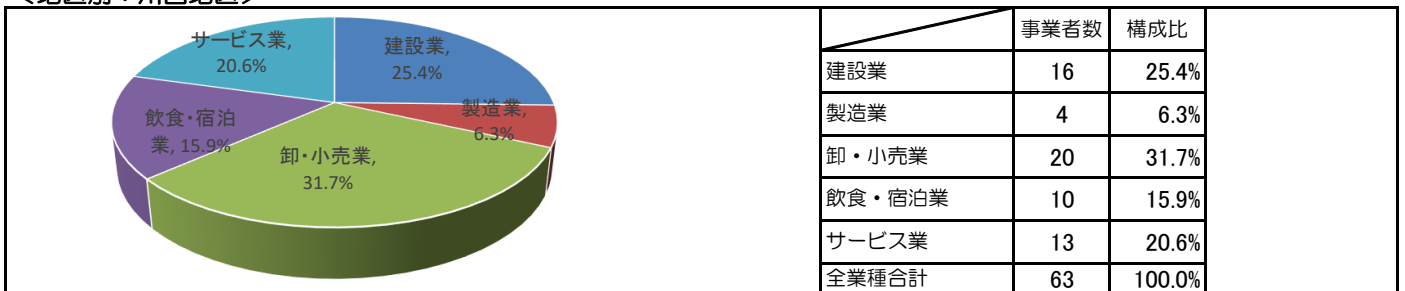 サービス業,
20.6%
建設業,
25.4%
製造業,
6.3%
飲食・宿泊
業, 15.9%
卸・小売業,
31.7%
事業者数 構成比
建設業 16 25.4%
製造業 4 6.3%
卸・小売業 20 31.7%
飲食・宿泊業 10 15.9%
サービス業 13 20.6%
全業種合計 63 100.0%